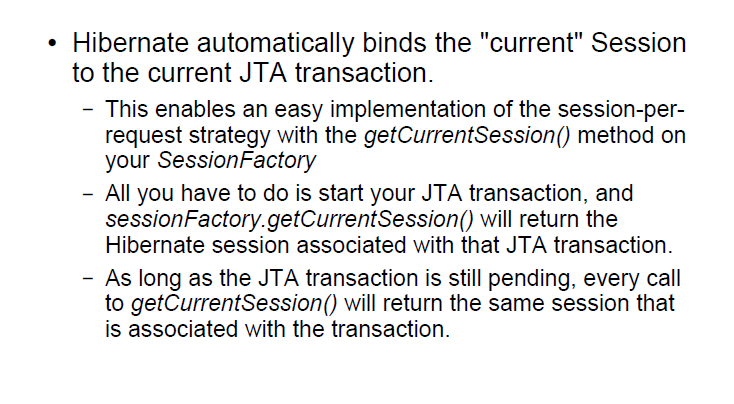 • Hibernate automatically binds the "current" Session
to the current JTA transaction.
– This enables an easy implementation of the session-per-
request strategy with the getCurrentSession() method on
your SessionFactory
– All you have to do is start your JTA transaction, and
sessionFactory.getCurrentSession() will return the
Hibernate session associated with that JTA transaction.
– As long as the JTA transaction is still pending, every call
to getCurrentSession() will return the same session that
is associated with the transaction.